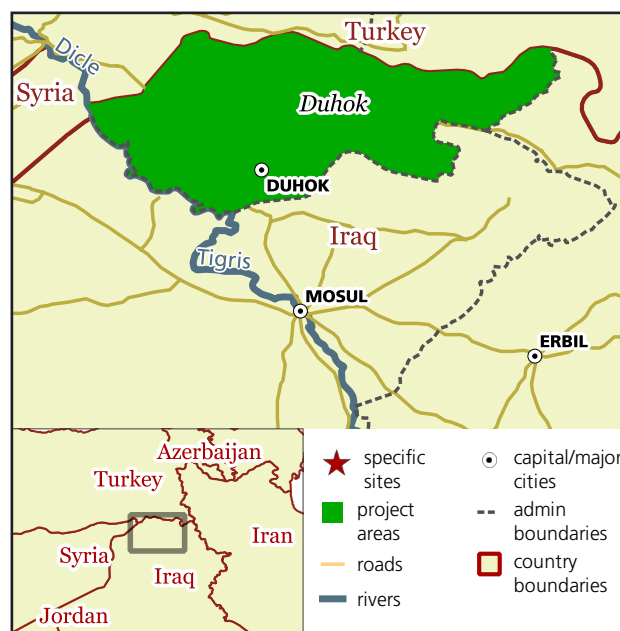 Turkey
Dicle
Syria
Duhok
DUHOK
Iraq
Tigris
MOSUL
ERBIL
Azerbaijan
Turkey
Iran
Syria
Iraq
Jordan
specific
sites
project
areas
roads
rivers
capital/major
cities
admin
boundaries
country
boundaries